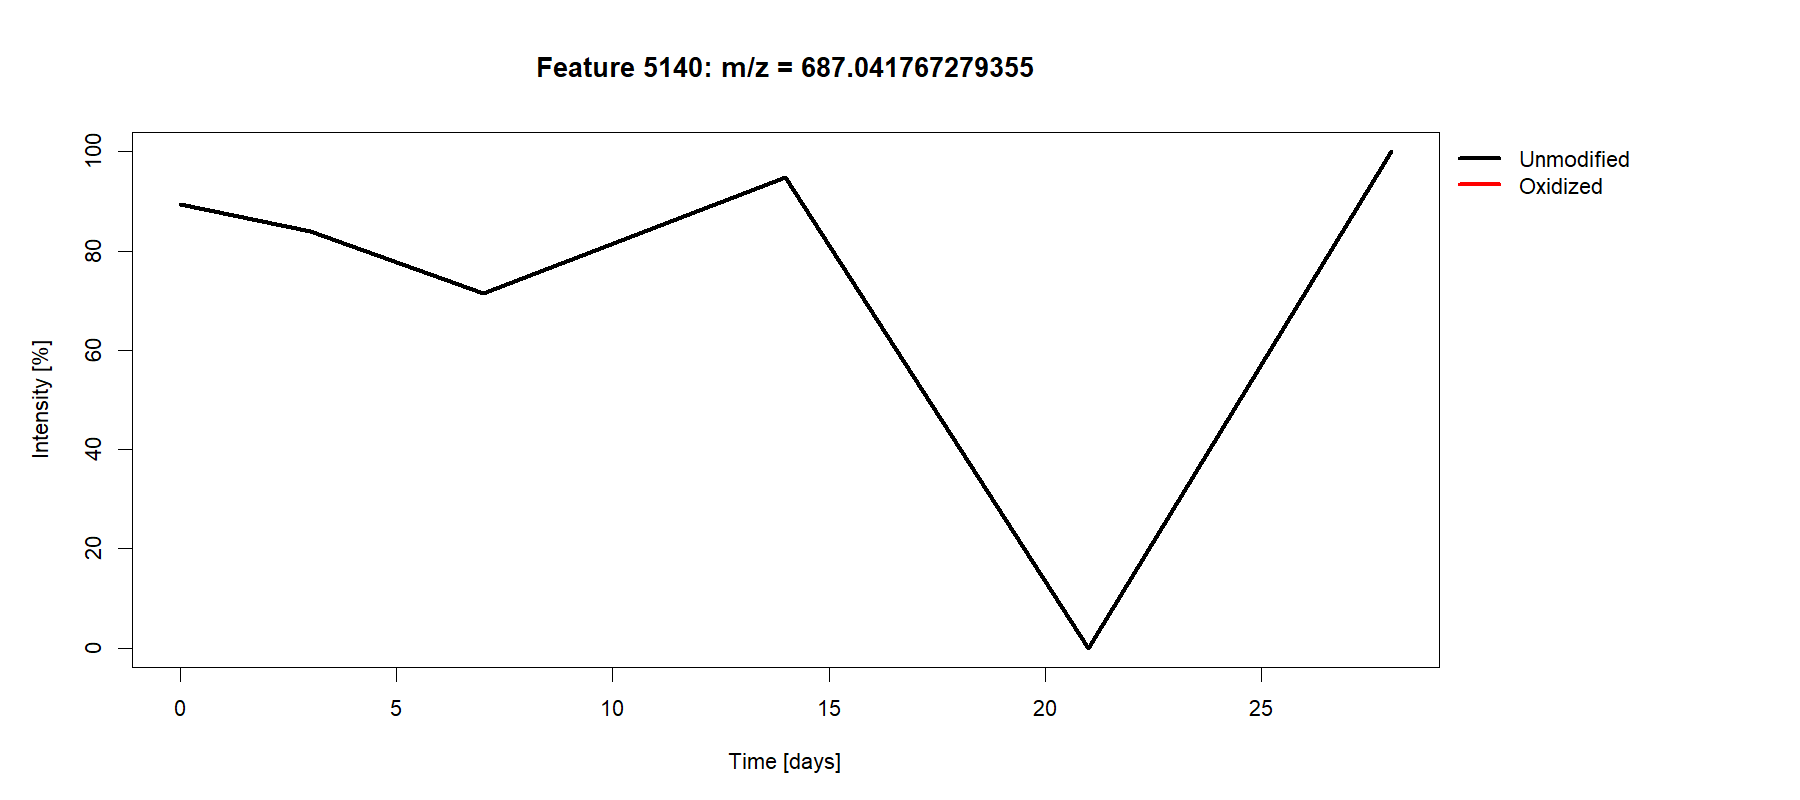 Feature 5140: m/z = 687.041767279355
Unmodified
Oxidized
Intensity [%]
100
80
60
40
20
0
0 5 10 15 20 25
Time [days]